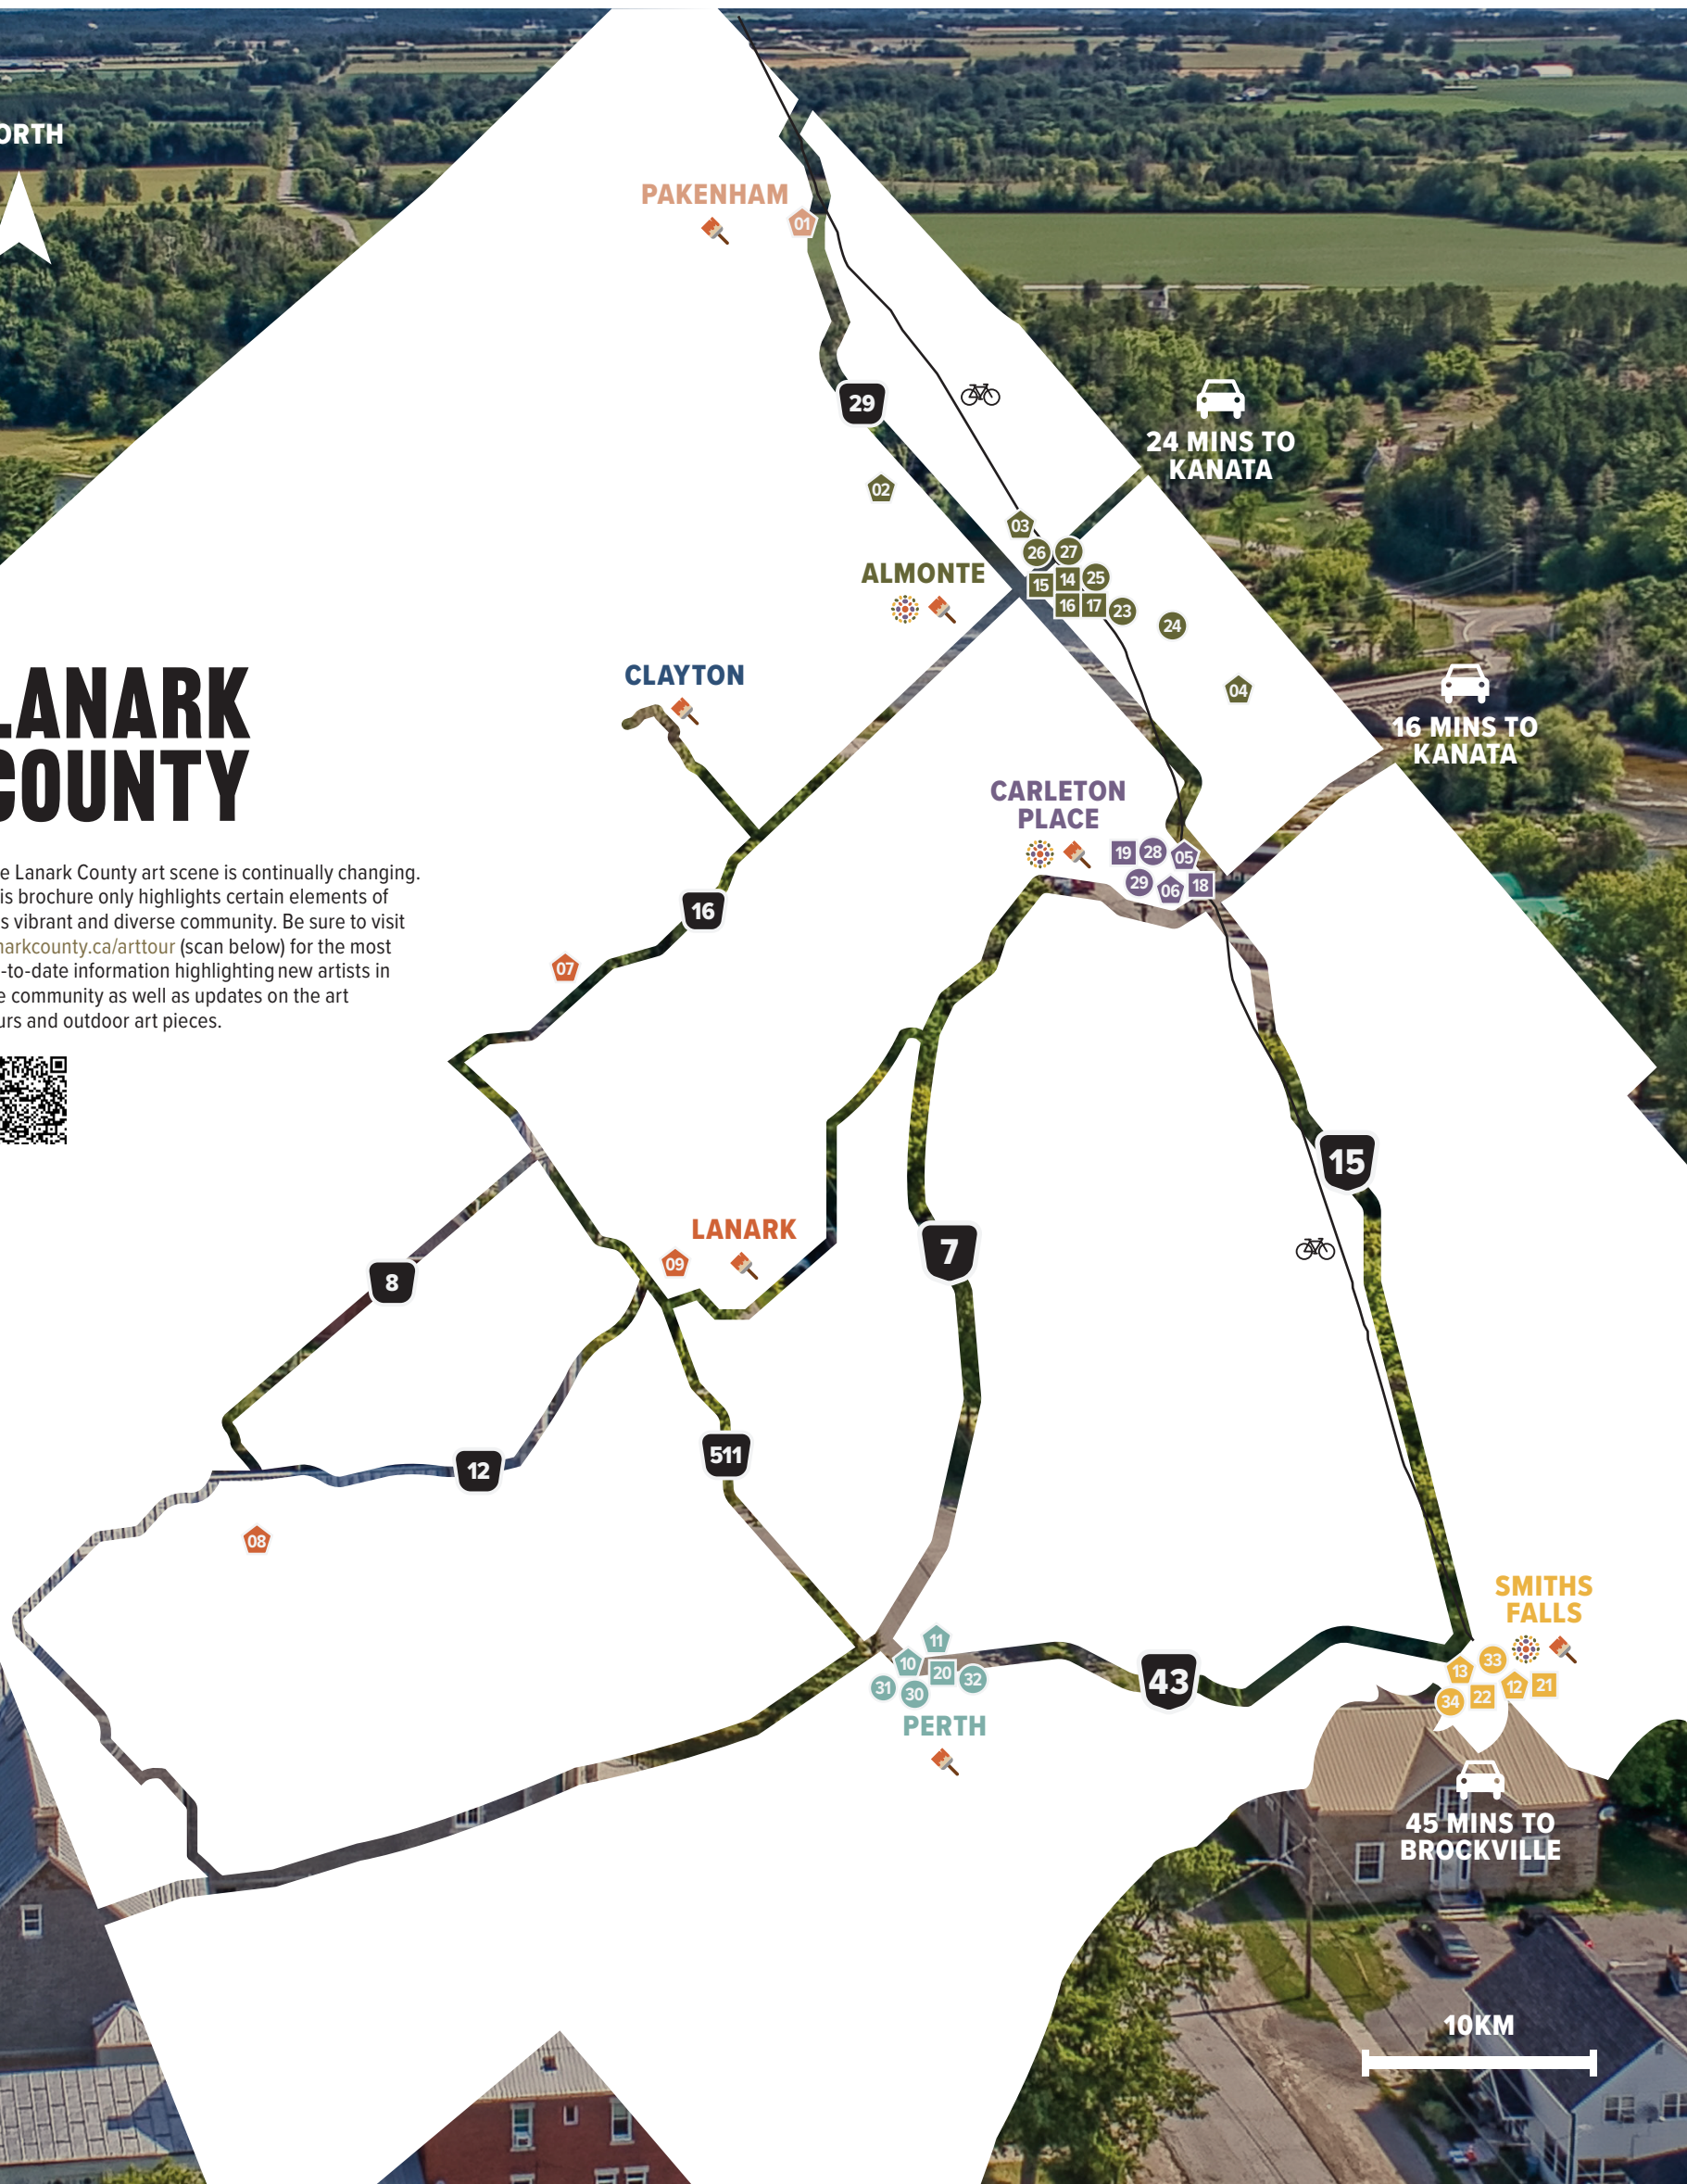 ORTH
PAKENHAM
01
29
24 MINS TO
KANATA
02
03
26
27
ALMONTE
15
14
25
16
17
23
24
CLAYTON
04
LANARK
COUNTY
16 MINS TO
KANATA
CARLETON
PLACE
19
28
05
29
06
18
e Lanark County art scene is continually changing.
is brochure only highlights certain elements of
s vibrant and diverse community. Be sure to visit
narkcounty.ca/arttour (scan below) for the most
-to-date information highlighting new artists in
e community as well as updates on the art
urs and outdoor art pieces.
16
07
15
LANARK
09
7
8
511
12
08
SMITHS
FALLS
11
10
20
32
31
30
PERTH
43
33
13
12
21
34
22
45 MINS TO
BROCKVILLE
10KM